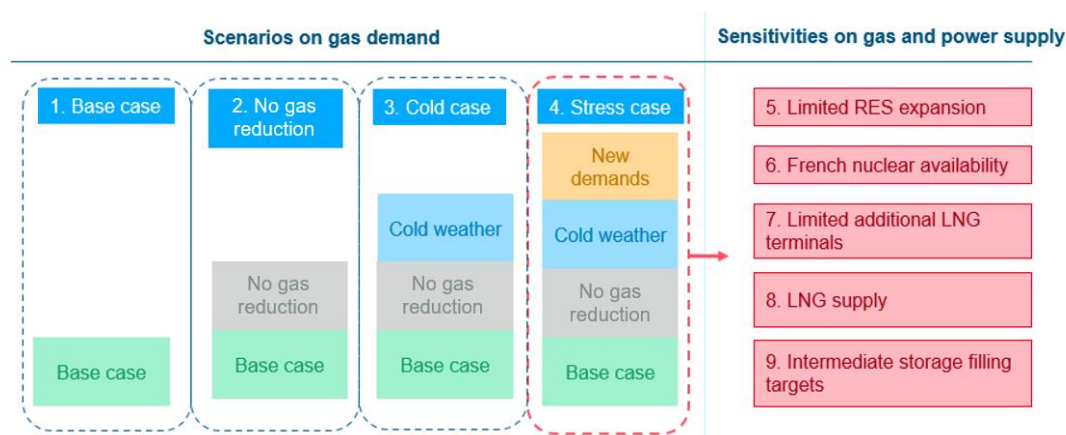 Scenarios on gas demand
Sensitivities on gas and power supply
1. Base case
2. No gas
reduction
3. Cold case
4. Stress case
New
demands
Cold weather
Cold weather
No gas
reduction
No gas
reduction
No gas
reduction
Base case
Base case
Base case
Base case
5. Limited RES expansion
6. French nuclear availability
7. Limited additional LNG
terminals
8. LNG supply
9. Intermediate storage filling
targets